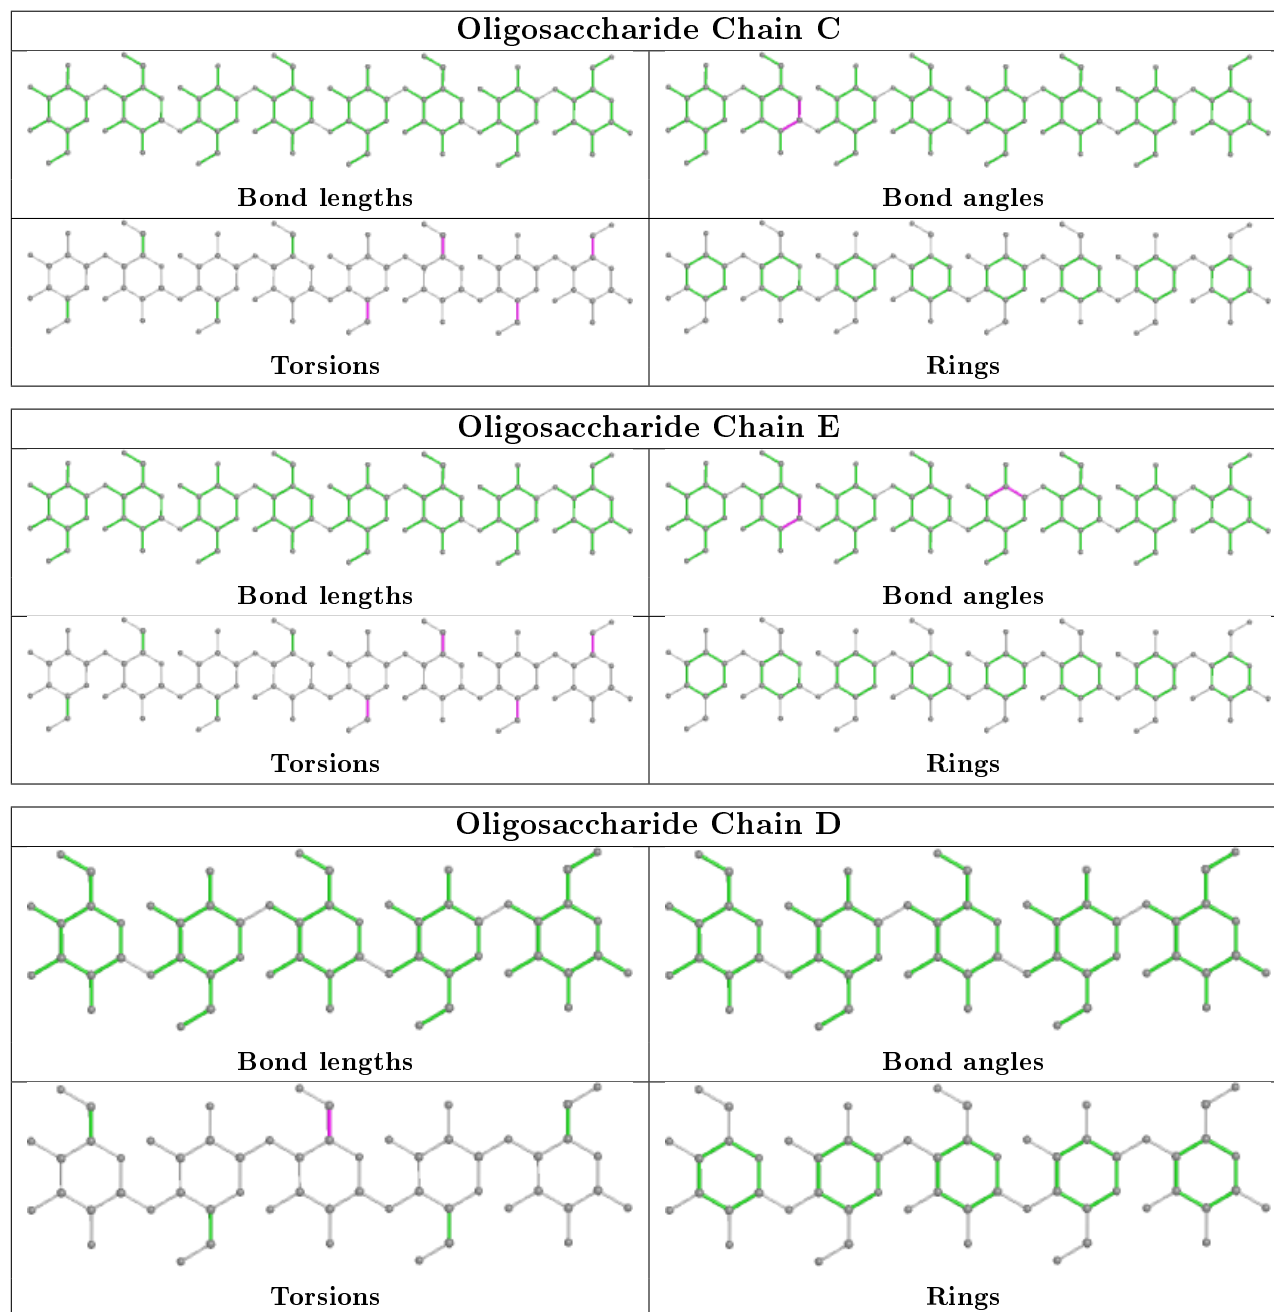 Oligosaccharide Chain C
Bond lengths
Bond angles
Torsions
Rings
Oligosaccharide Chain E
Bond lengths
Bond angles
Torsions
Rings
Oligosaccharide Chain D
Bond lengths
Bond angles
Torsions
Rings